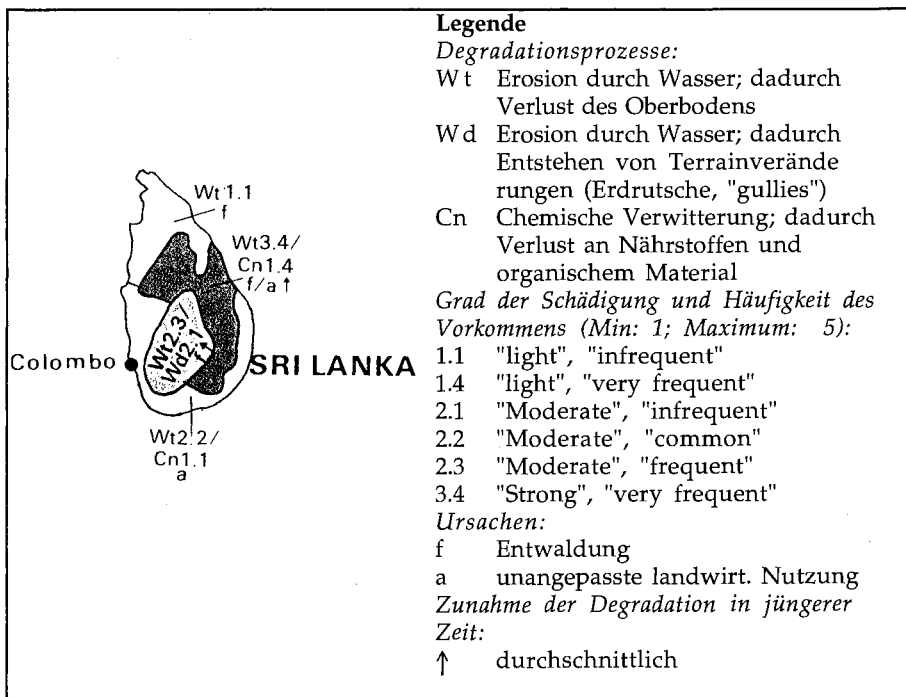 Wt 1.1
f
Wt3.4/
Cn1.4
f/a ↑
Wt2.3/
Wd2.1
f↑
Colombo
SRI LANKA
Wt2.2/
Cn1.1
a
Legende
Degradationsprozesse:
Wt Erosion durch Wasser; dadurch
Verlust des Oberbodens
Wd Erosion durch Wasser; dadurch
Entstehen von Terrainverände
rungen (Erdrutsche, "gullies")
Cn Chemische Verwitterung; dadurch
Verlust an Nährstoffen und
organischem Material
Grad der Schädigung und Häufigkeit des
Vorkommens (Min: 1; Maximum: 5):
1.1 "light", "infrequent"
1.4 "light", "very frequent"
2.1 "Moderate", "infrequent"
2.2 "Moderate", "common"
2.3 "Moderate", "frequent"
3.4 "Strong", "very frequent"
Ursachen:
f Entwaldung
a unangepasste landwirt. Nutzung
Zunahme der Degradation in jüngerer
Zeit:
↑ durchschnittlich